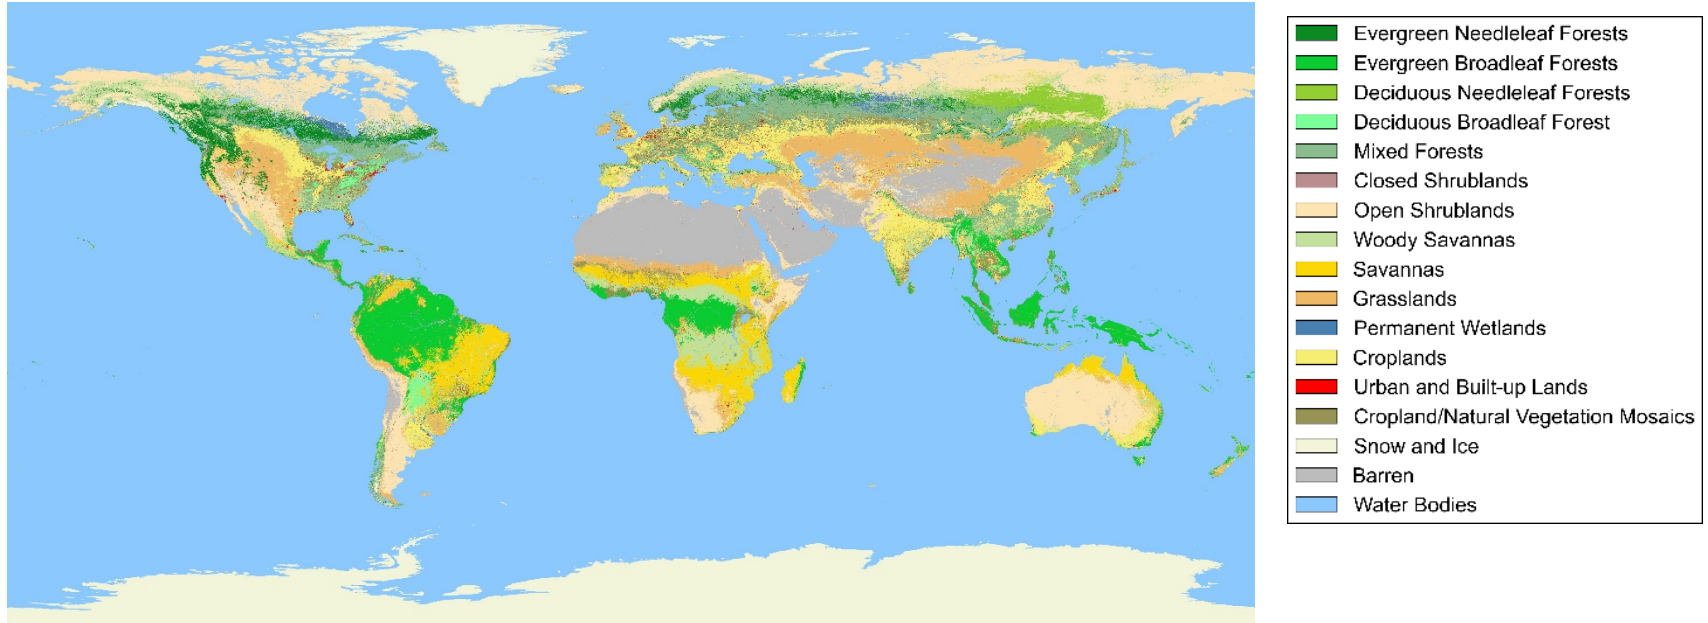 Evergreen Needleleaf Forests
Evergreen Broadleaf Forests
Deciduous Needleleaf Forests
Deciduous Broadleaf Forest
Mixed Forests
Closed Shrublands
Open Shrublands
Woody Savannas
Savannas
Grasslands
Permanent Wetlands
Croplands
Urban and Built-up Lands
Cropland/Natural Vegetation Mosaics
Snow and Ice
Barren
Water Bodies